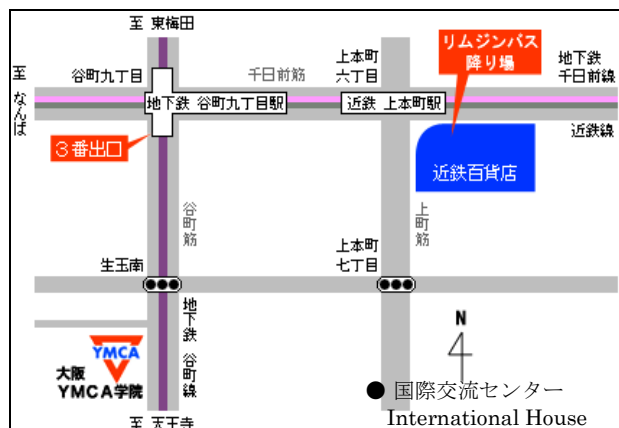 至 東梅田
リムジンバス
降り場
上本町
六丁目
地下鉄
千日前線
至 なんば
谷町九丁目
千日前筋
地下鉄 谷町九丁目駅
近鉄 上本町駅
近鉄線
3番出口
近鉄百貨店
谷町筋
上町筋
生玉南
上本町
七丁目
地下鉄 谷町線
N
YMCA
大阪
YMCA学院
● 国際交流センター
International House
至 天王寺